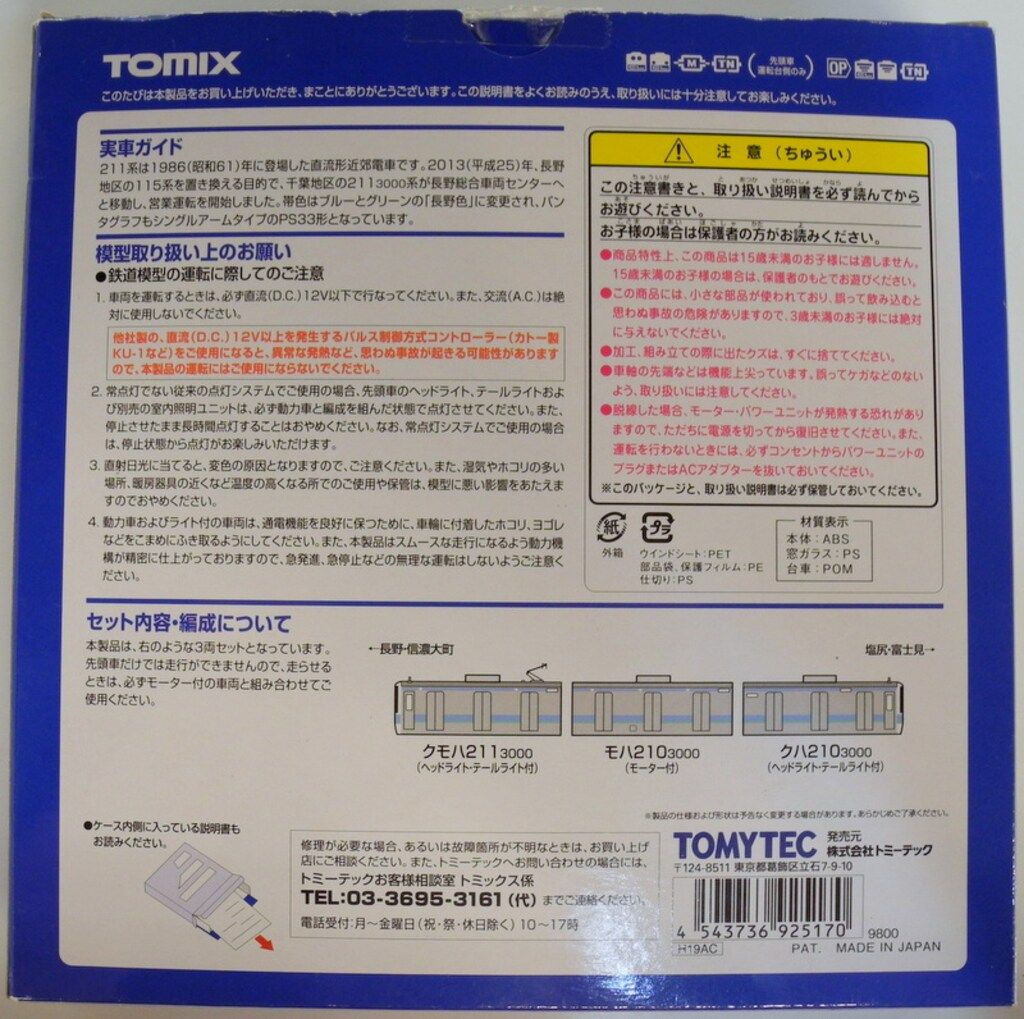 TOMIX
M TN (先頭車運転台側のみ) OP TN
このたびは本製品をお買い上げいただき、まことにありがとうございます。この説明書をよくお読みのうえ、取り扱いには十分注意してお楽しみください。
実車ガイド
211系は1986(昭和61)年に登場した直流形近郊電車です。2013(平成25)年、長野
地区の115系を置き換える目的で、千葉地区の2113000系が長野総合車両センターへ
と移動し、営業運転を開始しました。帯色はブルーとグリーンの「長野色」に変更され、パン
タグラフもシングルアームタイプのPS33形となっています。
模型取り扱い上のお願い
●鉄道模型の運転に際してのご注意
1. 車両を運転するときは、必ず直流(D.C.)12V以下で行なってください。また、交流(A.C.)は絶
対に使用しないでください。
他社製の、直流(D.C.)12V以上を発生するパルス制御方式コントローラー(カトー製
KU-1など)をご使用になると、異常な発熱など、思わぬ事故が起きる可能性があります
ので、本製品の運転にはご使用にならないでください。
2. 常点灯でない従来の点灯システムでご使用の場合、先頭車のヘッドライト、テールライトおよ
び別売の室内照明ユニットは、必ず動力車と編成を組んだ状態で点灯させてください。また、
停止させたまま長時間点灯することはおやめください。なお、常点灯システムでご使用の場合
は、停止状態から点灯がお楽しみいただけます。
3. 直射日光に当てると、変色の原因となりますので、ご注意ください。また、湿気やホコリの多い
場所、暖房器具の近くなど温度の高くなる所でのご使用や保管は、模型に悪い影響をあたえま
すのでおやめください。
4. 動力車およびライト付の車両は、通電機能を良好に保つために、車輪に付着したホコリ、ヨゴレ
などをこまめにふき取るようにしてください。また、本製品はスムースな走行になるよう動力機
構が精密に仕上がっておりますので、急発進、急停止などの無理な運転はしないようご注意く
ださい。
注 意 (ちゅうい)
この注意書きと、取り扱い説明書を必ず読んでから
お遊びください。
お子様の場合は保護者の方がお読みください。
●商品特性上、この商品は15歳未満のお子様には適しません。
15歳未満のお子様の場合は、保護者のもとでお遊びください。
●この商品には、小さな部品が使われており、誤って飲み込むと
思わぬ事故の危険がありますので、3歳未満のお子様には絶対
に与えないでください。
●加工、組み立ての際に出たクズは、すぐに捨ててください。
●車軸の先端などは機能上尖っています。誤ってケガなどのない
よう、取り扱いには注意してください。
●脱線した場合、モーター・パワーユニットが発熱する恐れがあり
ますので、ただちに電源を切ってから復旧させてください。また、
運転を行わないときには、必ずコンセントからパワーユニットの
プラグまたはACアダプターを抜いておいてください。
※このパッケージと、取り扱い説明書は必ず保管しておいてください。
紙
外箱
プラ
ウインドシート:PET
部品袋、保護フィルム:PE
仕切り:PS
材質表示
本体:ABS
窓ガラス:PS
台車:POM
セット内容・編成について
本製品は、右のような3両セットとなっています。
先頭車だけでは走行ができませんので、走らせる
ときは、必ずモーター付の車両と組み合わせてご
使用ください。
←長野・信濃大町
塩尻・富士見→
クモハ2113000
(ヘッドライト・テールライト付)
モハ2103000
(モーター付)
クハ2103000
(ヘッドライト・テールライト付)
●ケース内側に入っている説明書も
お読みください。
修理が必要な場合、あるいは故障箇所が不明なときは、お買い上げ
店にご相談ください。また、トミーテックへお問い合わせの場合には、
トミーテックお客様相談室 トミックス係
TEL:03-3695-3161(代)までご連絡ください。
電話受付:月~金曜日(祝・祭・休日除く)10~17時
※製品の仕様および形状は予告なく変更する場合があります。あらかじめご了承ください。
TOMYTEC 発売元 株式会社トミーテック
〒124-8511 東京都葛飾区立石7-9-10
4 543736 925170
9800
H19AC
PAT. MADE IN JAPAN